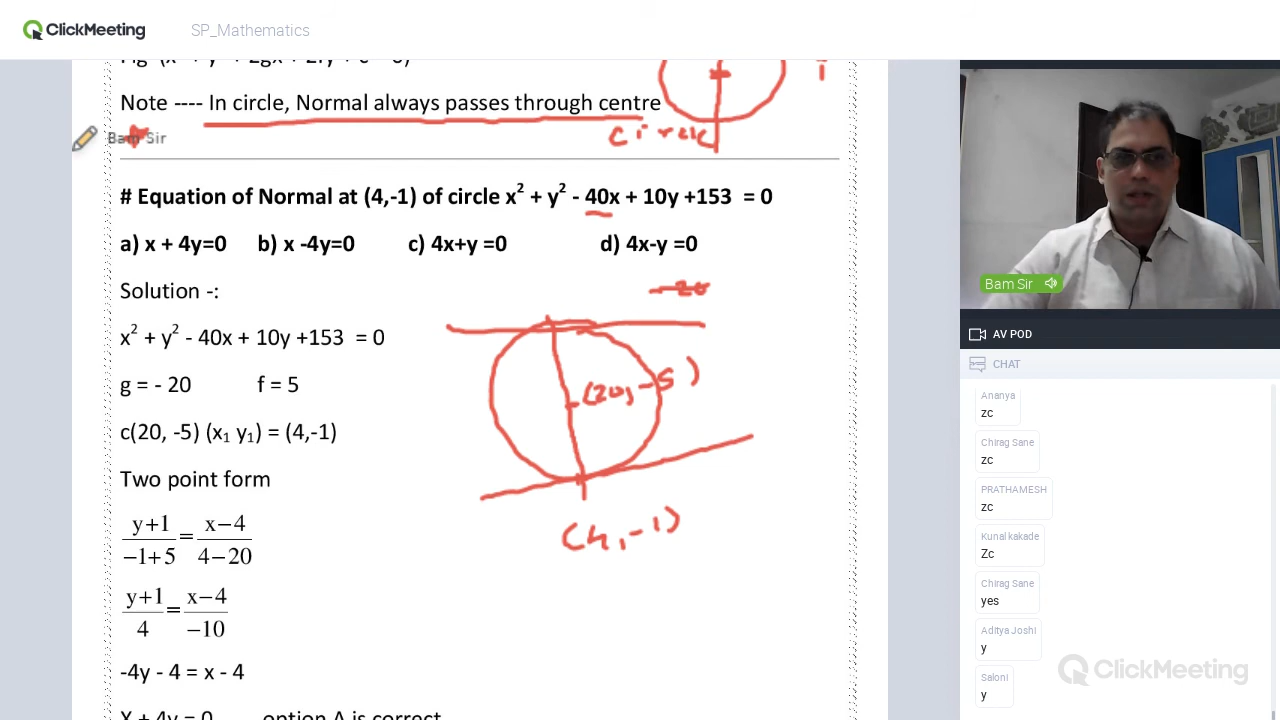 ClickMeeting SP_Mathematics
Note ---- In circle, Normal always passes through centre
circle
Bam Sir
# Equation of Normal at (4,-1) of circle x² + y² - 40x + 10y +153 = 0
a) x + 4y=0 b) x -4y=0 c) 4x+y =0 d) 4x-y =0
Solution -:
-20
x² + y² - 40x + 10y +153 = 0
g = - 20 f = 5
(20, -5)
c(20, -5) (x₁ y₁) = (4,-1)
Two point form
(4, -1)
y+1/-1+5 = x-4/4-20
y+1/4 = x-4/-10
-4y - 4 = x - 4
X + 4y = 0 option A is correct
Bam Sir
AV POD
CHAT
Ananya
zc
Chirag Sane
zc
PRATHAMESH
zc
Kunal kakade
Zc
Chirag Sane
yes
Aditya Joshi
y
Saloni
y
ClickMeeting